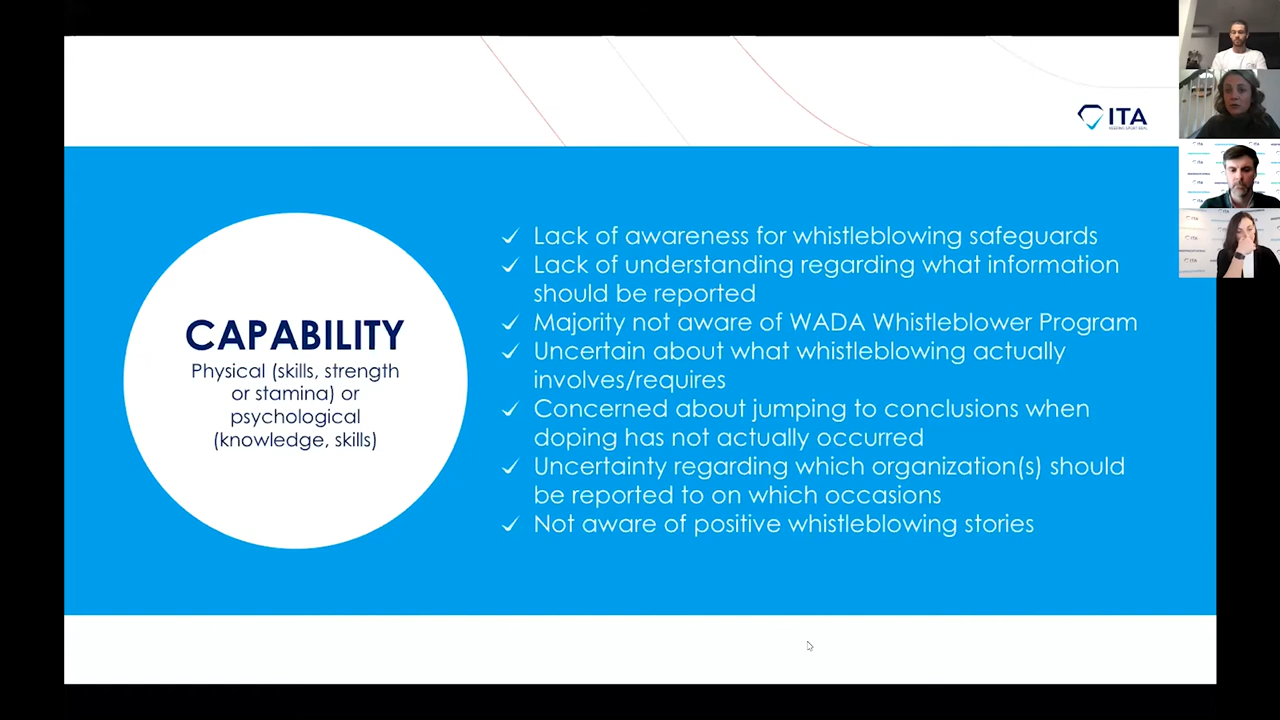 ITA
KEEPING SPORT REAL
CAPABILITY
Physical (skills, strength
or stamina) or
psychological
(knowledge, skills)
Lack of awareness for whistleblowing safeguards
Lack of understanding regarding what information
should be reported
Majority not aware of WADA Whistleblower Program
Uncertain about what whistleblowing actually
involves/requires
Concerned about jumping to conclusions when
doping has not actually occurred
Uncertainty regarding which organization(s) should
be reported to on which occasions
Not aware of positive whistleblowing stories